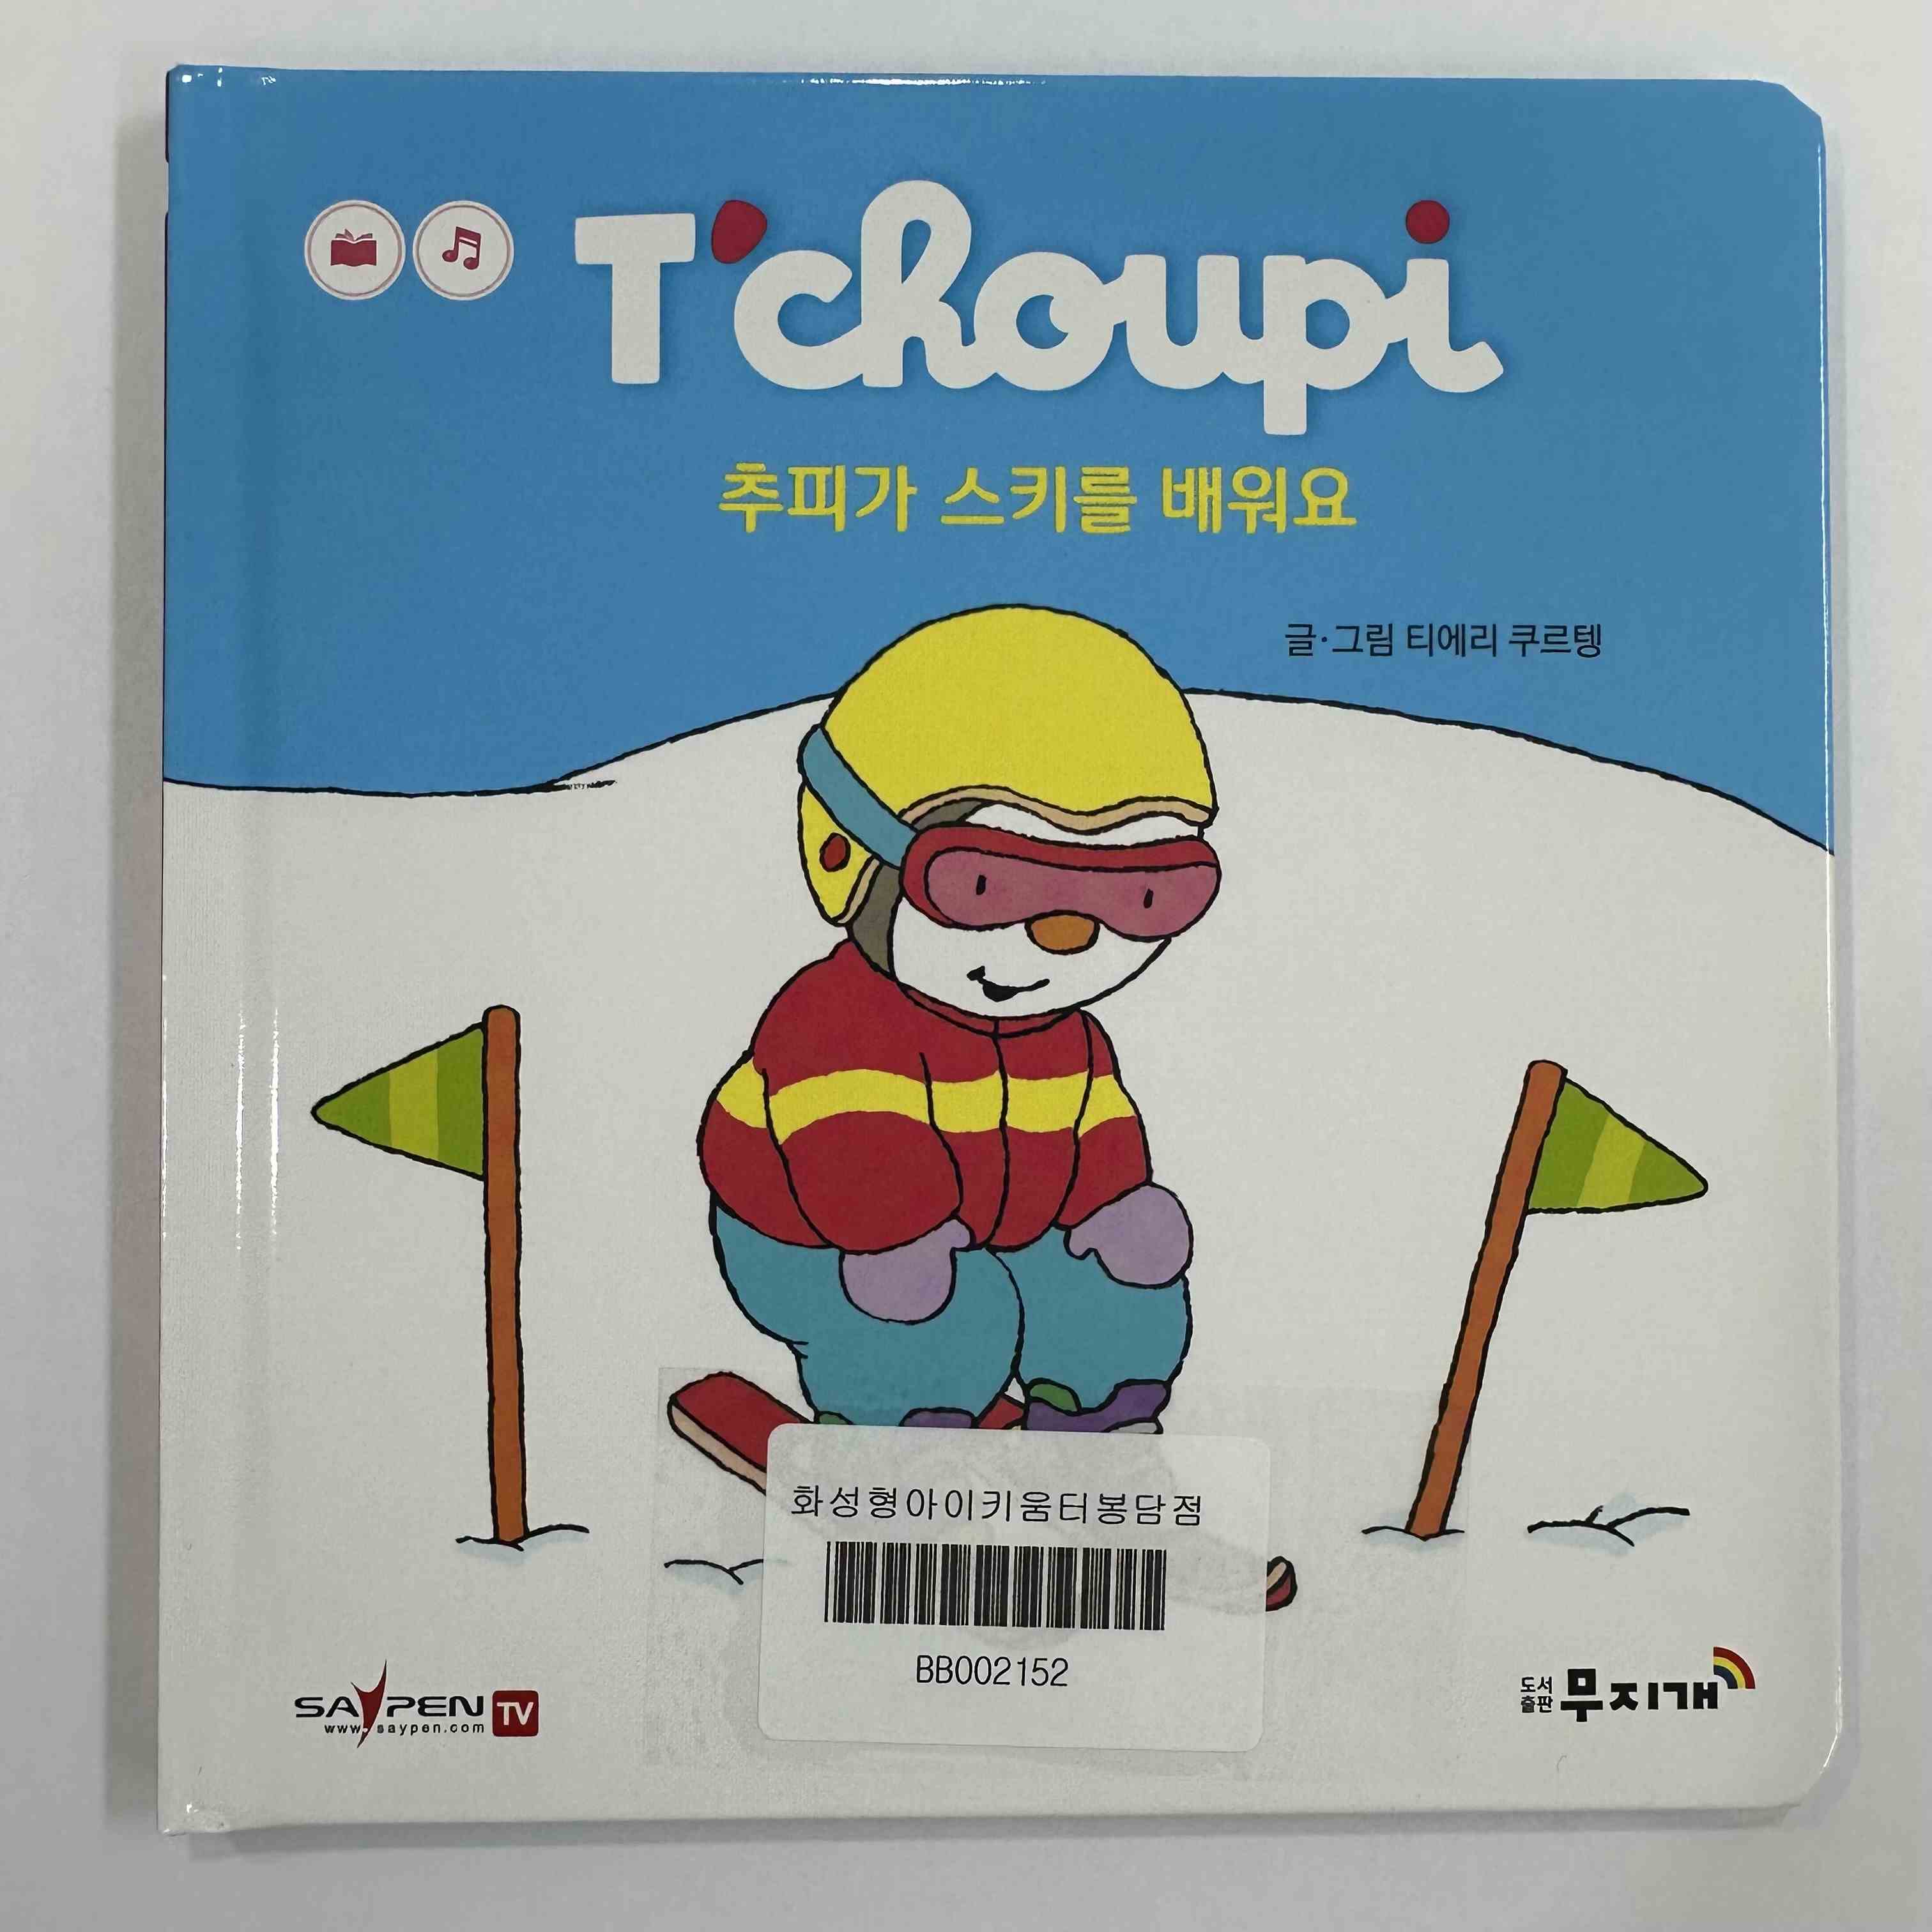 T'choupi
추피가 스키를 배워요
글·그림 티에리 쿠르텡
화성형아이키움터봉담점
BB002152
SAYPEN TV
www.saypen.com
도서
출판 무지개